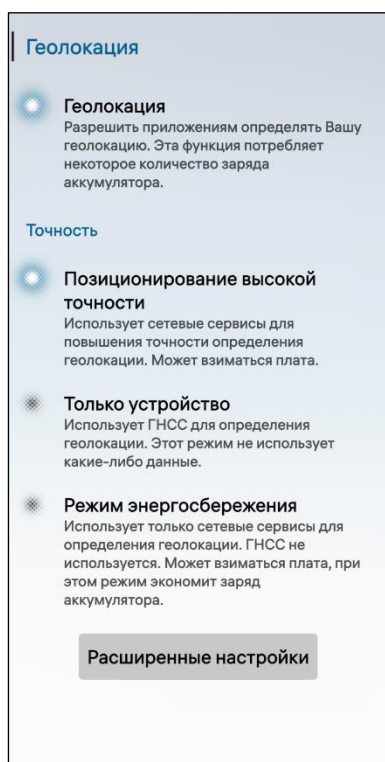 Геолокация
Геолокация
Разрешить приложениям определять Вашу
геолокацию. Эта функция потребляет
некоторое количество заряда
аккумулятора.
Точность
Позиционирование высокой
точности
Использует сетевые сервисы для
повышения точности определения
геолокации. Может взиматься плата.
Только устройство
Использует ГНСС для определения
геолокации. Этот режим не использует
какие-либо данные.
Режим энергосбережения
Использует только сетевые сервисы для
определения геолокации. ГНСС не
используется. Может взиматься плата, при
этом режим экономит заряд
аккумулятора.
Расширенные настройки